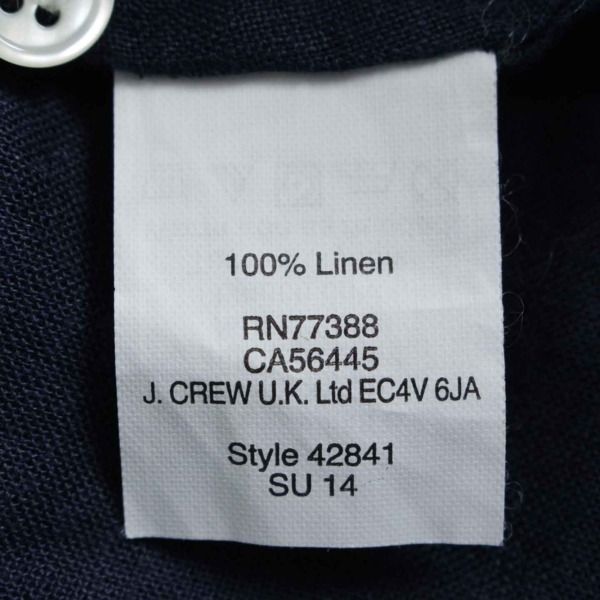 100% Linen
RN77388
CA56445
J. CREW U.K. Ltd EC4V 6JA
Style 42841
SU 14